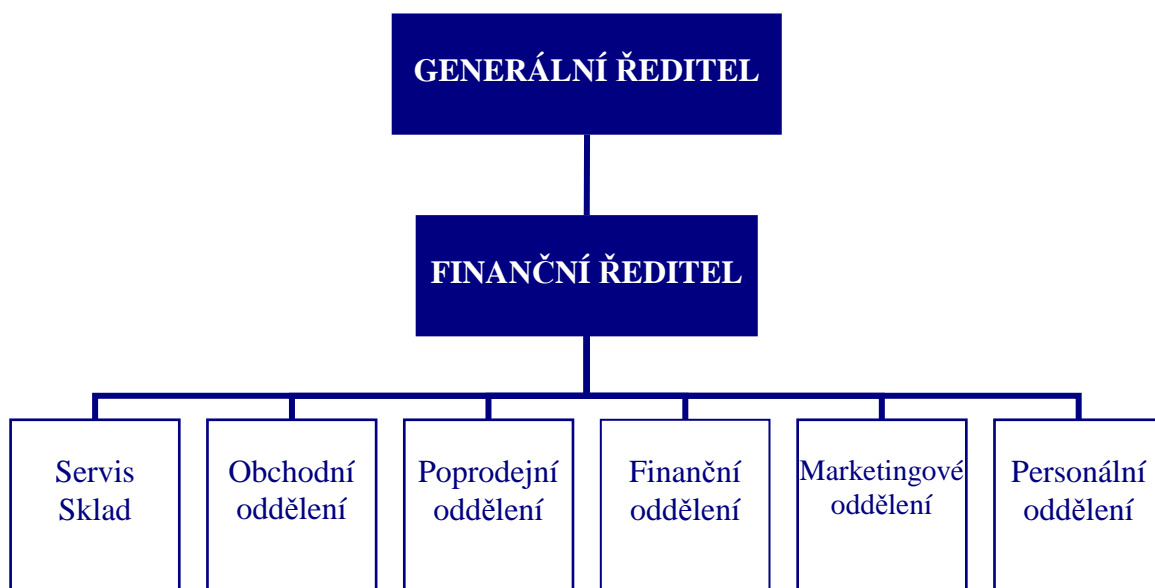 GENERÁLNÍ ŘEDITEL
FINANČNÍ ŘEDITEL
Servis
Sklad
Obchodní
oddělení
Poprodejní
oddělení
Finanční
oddělení
Marketingové
oddělení
Personální
oddělení